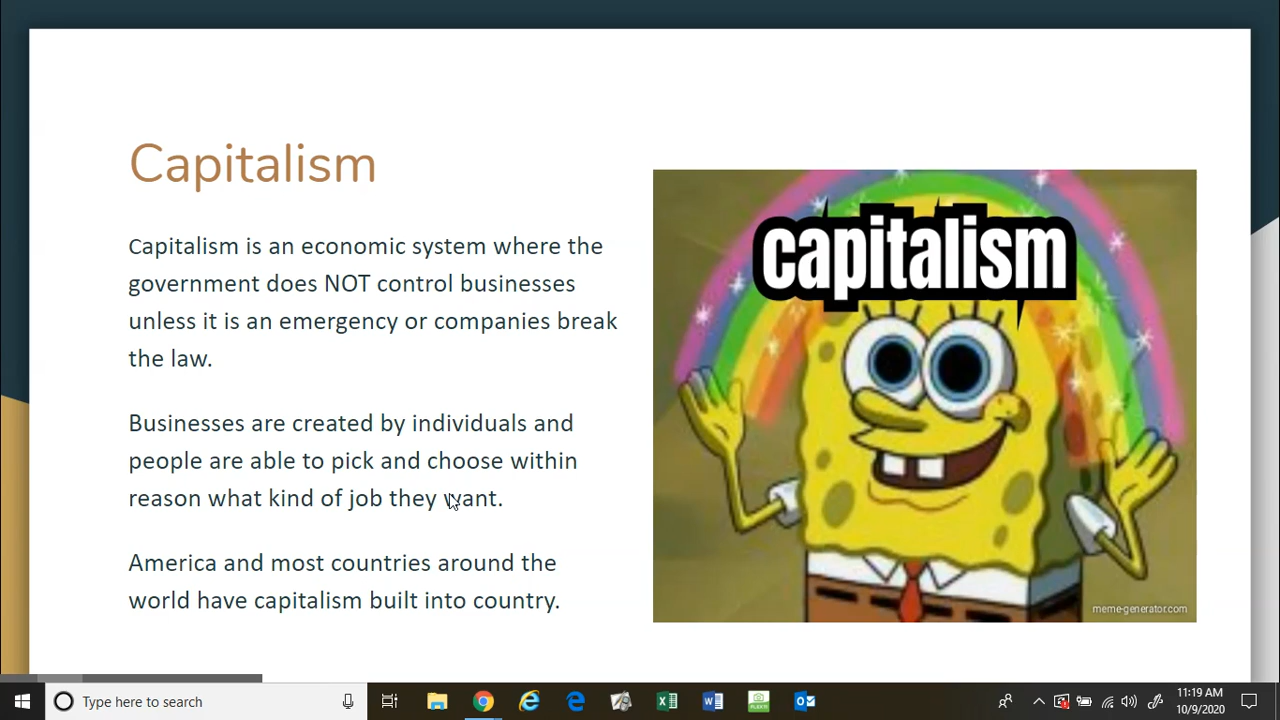 Capitalism
Capitalism is an economic system where the
government does NOT control businesses
unless it is an emergency or companies break
the law.
Businesses are created by individuals and
people are able to pick and choose within
reason what kind of job they want.
America and most countries around the
world have capitalism built into country.
capitalism
meme-generator.com
Type here to search
11:19 AM
10/9/2020